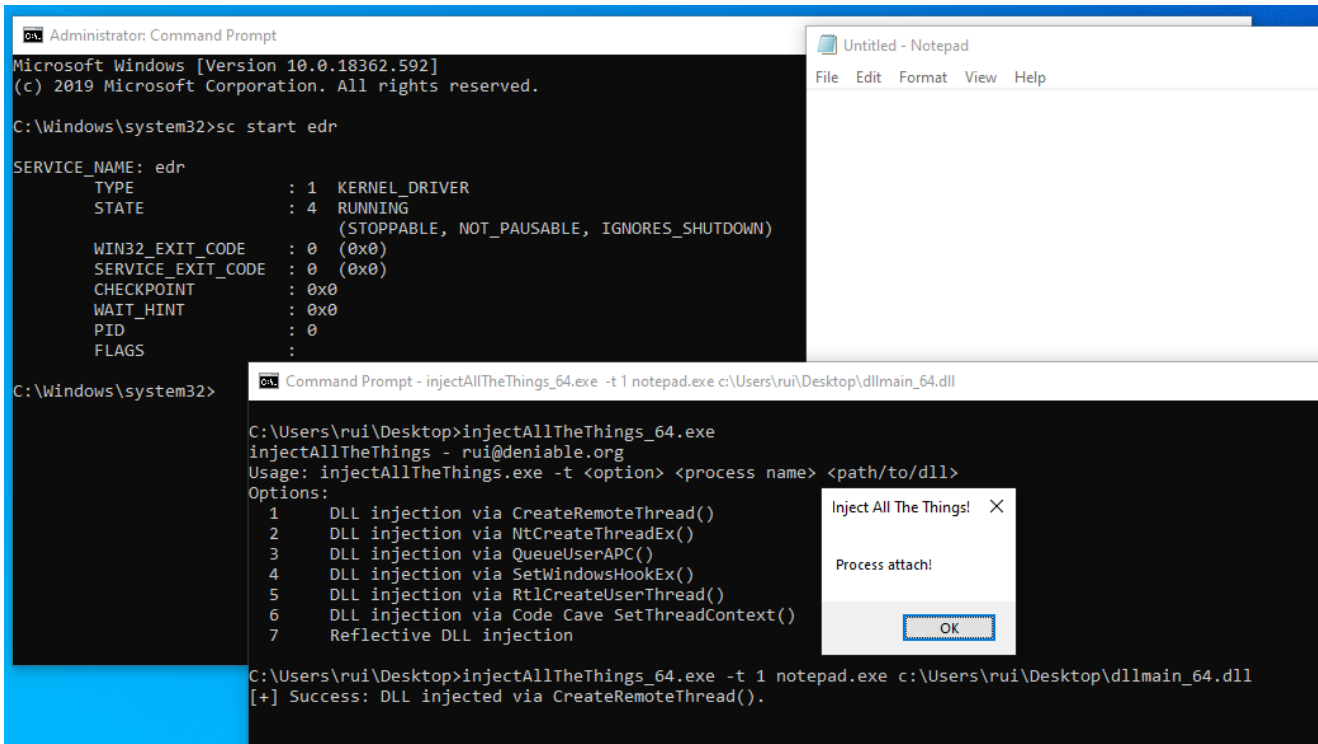 Administrator: Command Prompt
Microsoft Windows [Version 10.0.18362.592]
(c) 2019 Microsoft Corporation. All rights reserved.
C:\Windows\system32>sc start edr
SERVICE_NAME: edr
TYPE : 1 KERNEL_DRIVER
STATE : 4 RUNNING
(STOPPABLE, NOT_PAUSABLE, IGNORES_SHUTDOWN)
WIN32_EXIT_CODE : 0 (0x0)
SERVICE_EXIT_CODE : 0 (0x0)
CHECKPOINT : 0x0
WAIT_HINT : 0x0
PID : 0
FLAGS :
C:\Windows\system32>
Untitled - Notepad
File Edit Format View Help
Command Prompt - injectAllTheThings_64.exe -t 1 notepad.exe c:\Users\rui\Desktop\dllmain_64.dll
C:\Users\rui\Desktop>injectAllTheThings_64.exe
injectAllTheThings - rui@deniable.org
Usage: injectAllTheThings.exe -t <option> <process name> <path/to/dll>
Options:
1 DLL injection via CreateRemoteThread()
2 DLL injection via NtCreateThreadEx()
3 DLL injection via QueueUserAPC()
4 DLL injection via SetWindowsHookEx()
5 DLL injection via RtlCreateUserThread()
6 DLL injection via Code Cave SetThreadContext()
7 Reflective DLL injection
C:\Users\rui\Desktop>injectAllTheThings_64.exe -t 1 notepad.exe c:\Users\rui\Desktop\dllmain_64.dll
[+] Success: DLL injected via CreateRemoteThread().
Inject All The Things!
Process attach!
OK